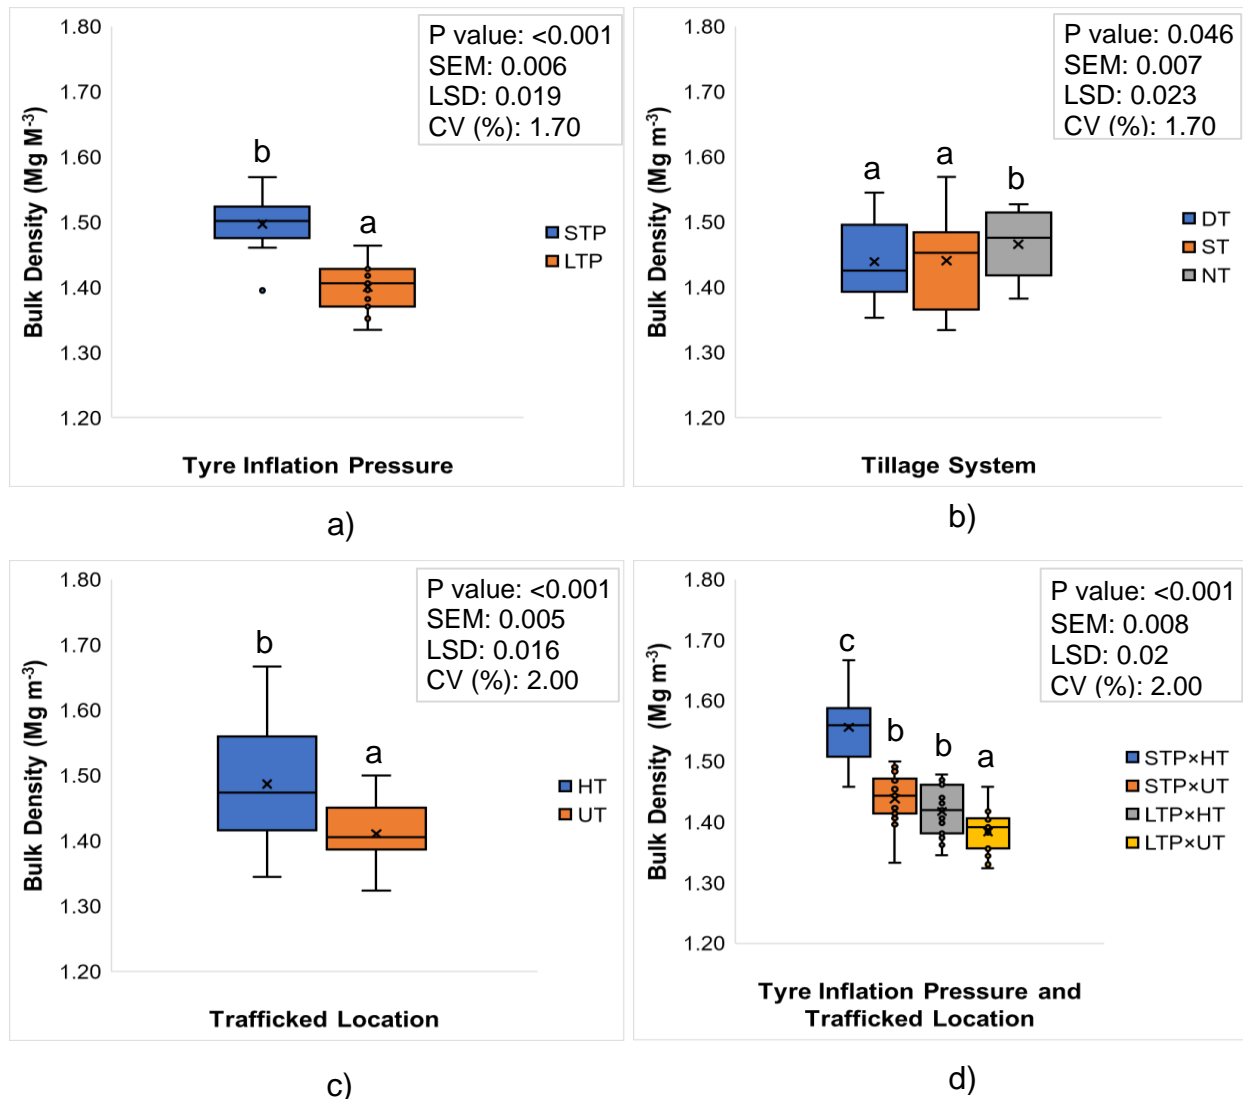 1.80
1.70
1.60
1.50
1.40
1.30
1.20
Bulk Density (Mg M-3)
P value: <0.001
SEM: 0.006
LSD: 0.019
CV (%): 1.70
b
a
STP
LTP
Tyre Inflation Pressure
a)
1.80
1.70
1.60
1.50
1.40
1.30
1.20
Bulk Density (Mg m-3)
P value: 0.046
SEM: 0.007
LSD: 0.023
CV (%): 1.70
a
a
b
DT
ST
NT
Tillage System
b)
1.80
1.70
1.60
1.50
1.40
1.30
1.20
Bulk Density (Mg m-3)
P value: <0.001
SEM: 0.005
LSD: 0.016
CV (%): 2.00
b
a
HT
UT
Trafficked Location
c)
1.80
1.70
1.60
1.50
1.40
1.30
1.20
Bulk Density (Mg m-3)
P value: <0.001
SEM: 0.008
LSD: 0.02
CV (%): 2.00
c
b
b
a
STP×HT
STP×UT
LTP×HT
LTP×UT
Tyre Inflation Pressure and
Trafficked Location
d)